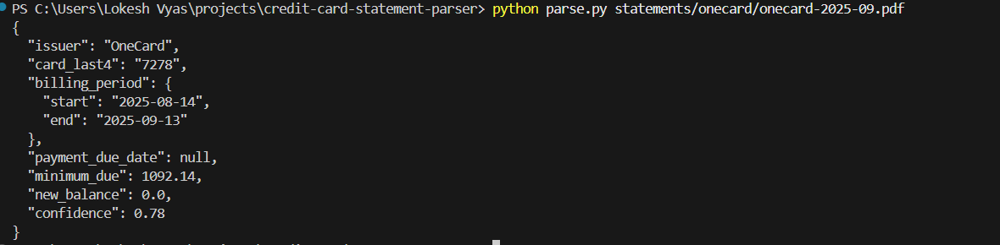 PS C:\Users\Lokesh Vyas\projects\credit-card-statement-parser> python parse.py statements/onecard/onecard-2025-09.pdf
{
  "issuer": "OneCard",
  "card_last4": "7278",
  "billing_period": {
    "start": "2025-08-14",
    "end": "2025-09-13"
  },
  "payment_due_date": null,
  "minimum_due": 1092.14,
  "new_balance": 0.0,
  "confidence": 0.78
}